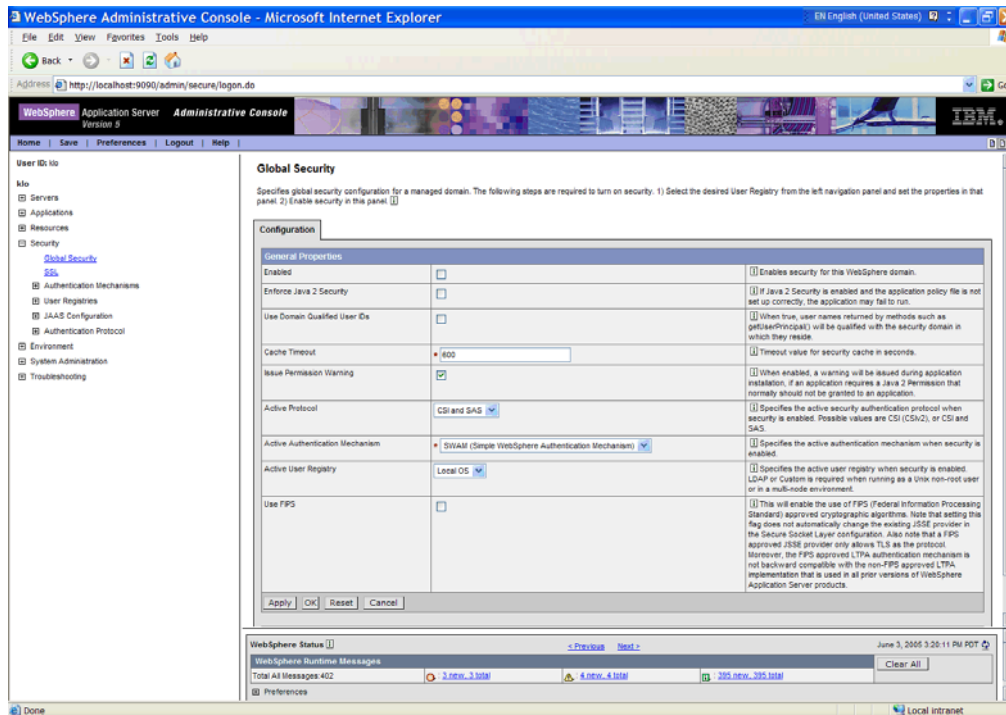 WebSphere Administrative Console - Microsoft Internet Explorer
EN English (United States)
File Edit View Favorites Tools Help
Back
Address http://localhost:9090/admin/secure/logon.do
Go
WebSphere Application Server Administrative Console
Version 5
IBM.
Home | Save | Preferences | Logout | Help |
User ID: klo
klo
Servers
Applications
Resources
Security
Global Security
SSL
Authentication Mechanisms
User Registries
JAAS Configuration
Authentication Protocol
Environment
System Administration
Troubleshooting
Global Security
Specifies global security configuration for a managed domain. The following steps are required to turn on security. 1) Select the desired User Registry from the left navigation panel and set the properties in that
panel. 2) Enable security in this panel.
Configuration
General Properties
Enabled
Enables security for this WebSphere domain.
Enforce Java 2 Security
If Java 2 Security is enabled and the application policy file is not
set up correctly, the application may fail to run.
Use Domain Qualified User IDs
When true, user names returned by methods such as
getUserPrincipal() will be qualified with the security domain in
which they reside.
Cache Timeout
* 600
Timeout value for security cache in seconds.
Issue Permission Warning
When enabled, a warning will be issued during application
installation, if an application requires a Java 2 Permission that
normally should not be granted to an application.
Active Protocol
CSI and SAS
Specifies the active security authentication protocol when
security is enabled. Possible values are CSI (CSIv2), or CSI and
SAS.
Active Authentication Mechanism
* SWAM (Simple WebSphere Authentication Mechanism)
Specifies the active authentication mechanism when security is
enabled.
Active User Registry
Local OS
Specifies the active user registry when security is enabled.
LDAP or Custom is required when running as a Unix non-root user
or in a multi-node environment.
Use FIPS
This will enable the use of FIPS (Federal Information Processing
Standard) approved cryptographic algorithms. Note that setting this
flag does not automatically change the existing JSSE provider in
the Secure Socket Layer configuration. Also note that a FIPS
approved JSSE provider only allows TLS as the protocol.
Moreover, the FIPS approved LTPA authentication mechanism is
not backward compatible with the non-FIPS approved LTPA
implementation that is used in all prior versions of WebSphere
Application Server products.
Apply OK Reset Cancel
WebSphere Status
< Previous Next >
June 3, 2005 3:20:11 PM PDT
WebSphere Runtime Messages
Clear All
Total All Messages:402
: 3 new, 3 total
: 4 new, 4 total
: 395 new, 395 total
Preferences
Done
Local intranet